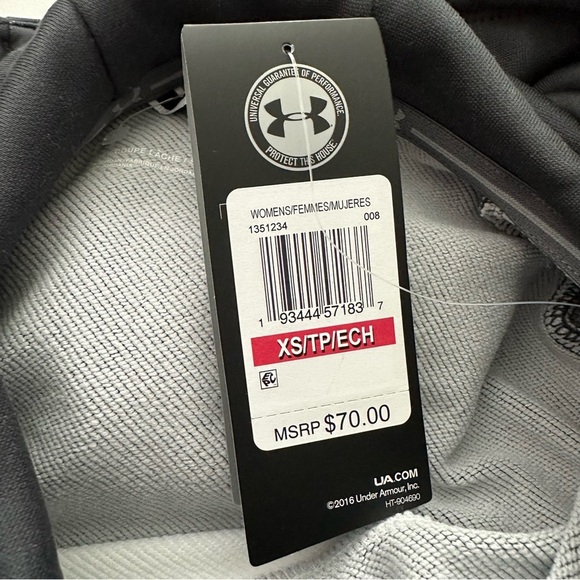 UNIVERSAL GUARANTEE OF PERFORMANCE.
PROTECT THIS HOUSE.
WOMENS/FEMMES/MUJERES
1351234 008
1 93444 57183 7
XS/TP/ECH
MSRP $70.00
UA.COM
©2016 Under Armour, Inc.
HT-904690